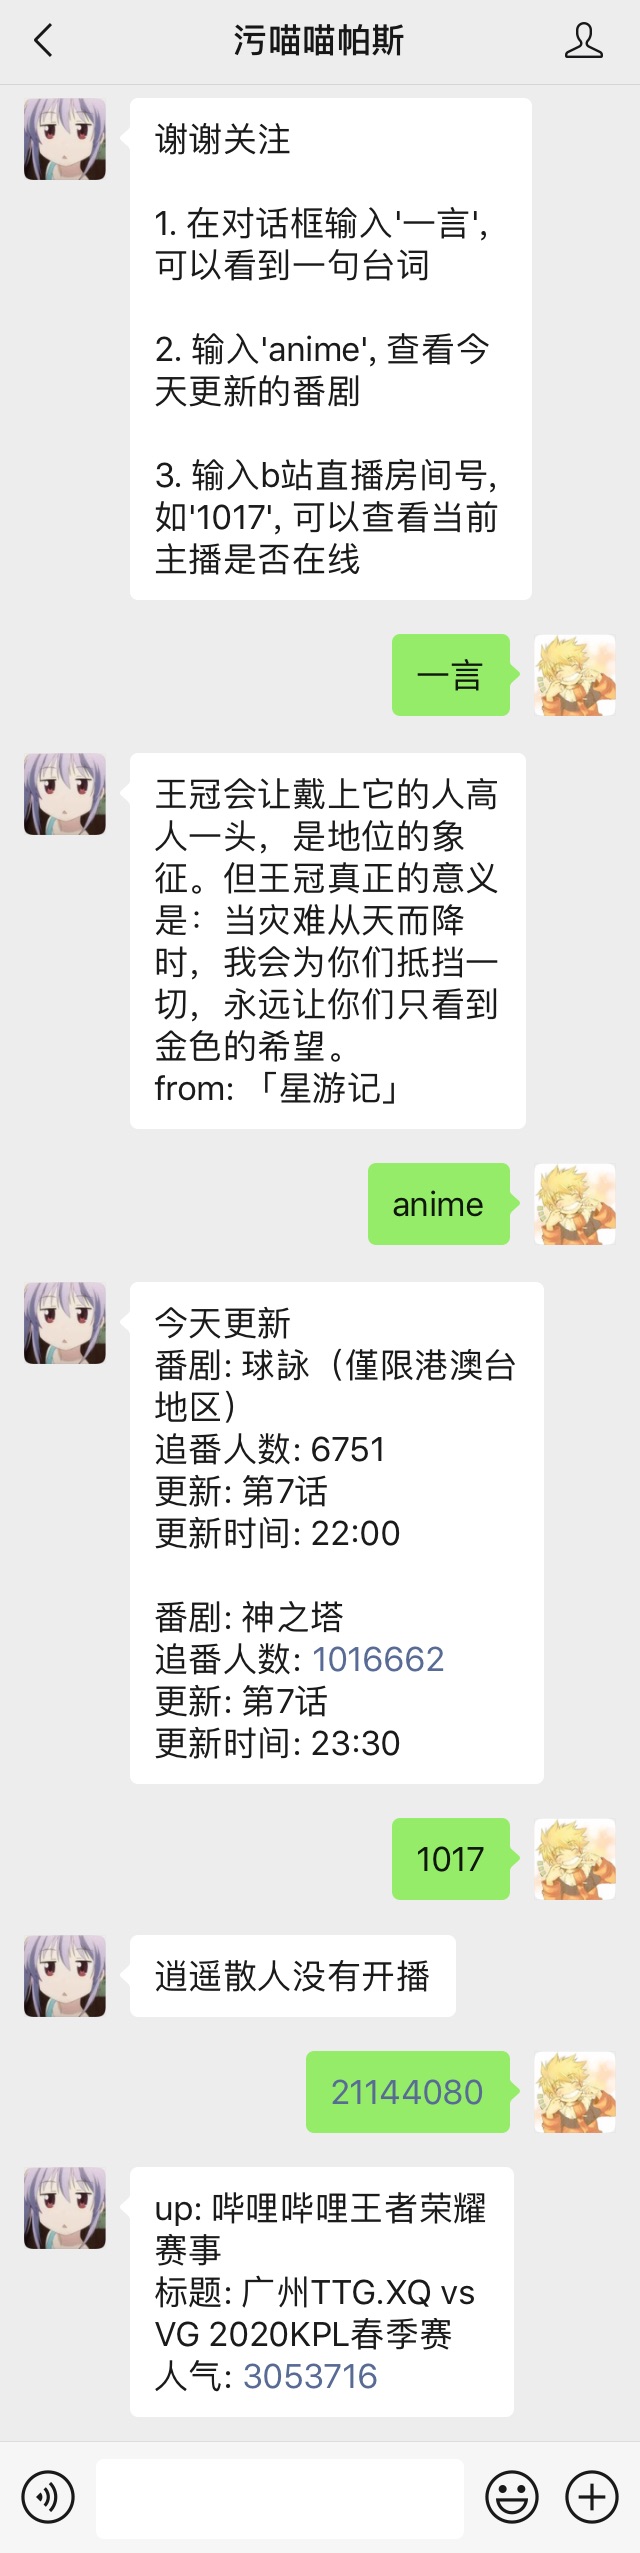 污喵喵帕斯
谢谢关注
1. 在对话框输入'一言',
可以看到一句台词
2. 输入'anime', 查看今
天更新的番剧
3. 输入b站直播房间号,
如'1017', 可以查看当前
主播是否在线
一言
王冠会让戴上它的人高
人一头，是地位的象
征。但王冠真正的意义
是：当灾难从天而降
时，我会为你们抵挡一
切，永远让你们只看到
金色的希望。
from: 「星游记」
anime
今天更新
番剧: 球詠（僅限港澳台
地区）
追番人数: 6751
更新: 第7话
更新时间: 22:00
番剧: 神之塔
追番人数: 1016662
更新: 第7话
更新时间: 23:30
1017
逍遥散人没有开播
21144080
up: 哔哩哔哩王者荣耀
赛事
标题: 广州TTG.XQ vs
VG 2020KPL春季赛
人气: 3053716